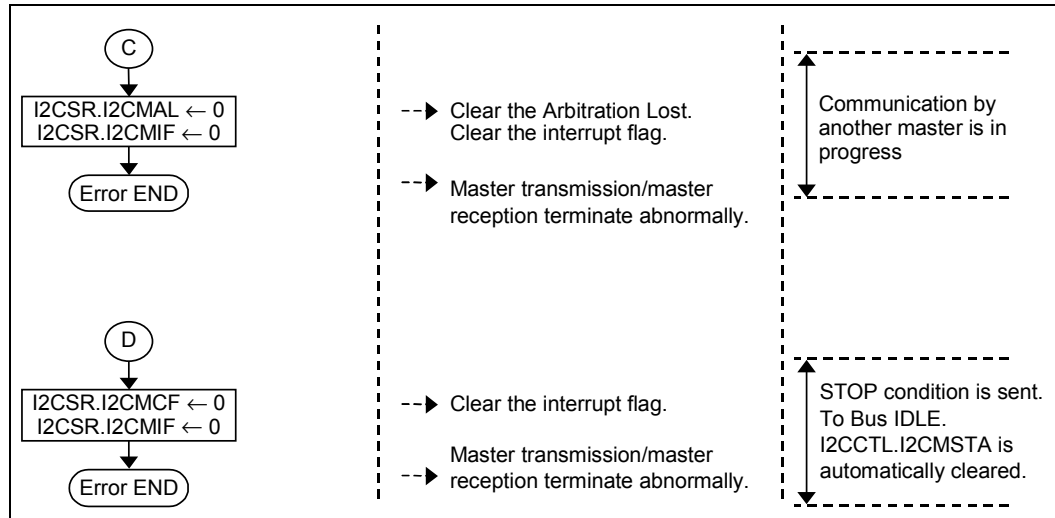 C
I2CSR.I2CMAL ← 0
I2CSR.I2CMIF ← 0
Error END
Clear the Arbitration Lost.
Clear the interrupt flag.
Master transmission/master
reception terminate abnormally.
Communication by
another master is in
progress
D
I2CSR.I2CMCF ← 0
I2CSR.I2CMIF ← 0
Error END
Clear the interrupt flag.
Master transmission/master
reception terminate abnormally.
STOP condition is sent.
To Bus IDLE.
I2CCTL.I2CMSTA is
automatically cleared.